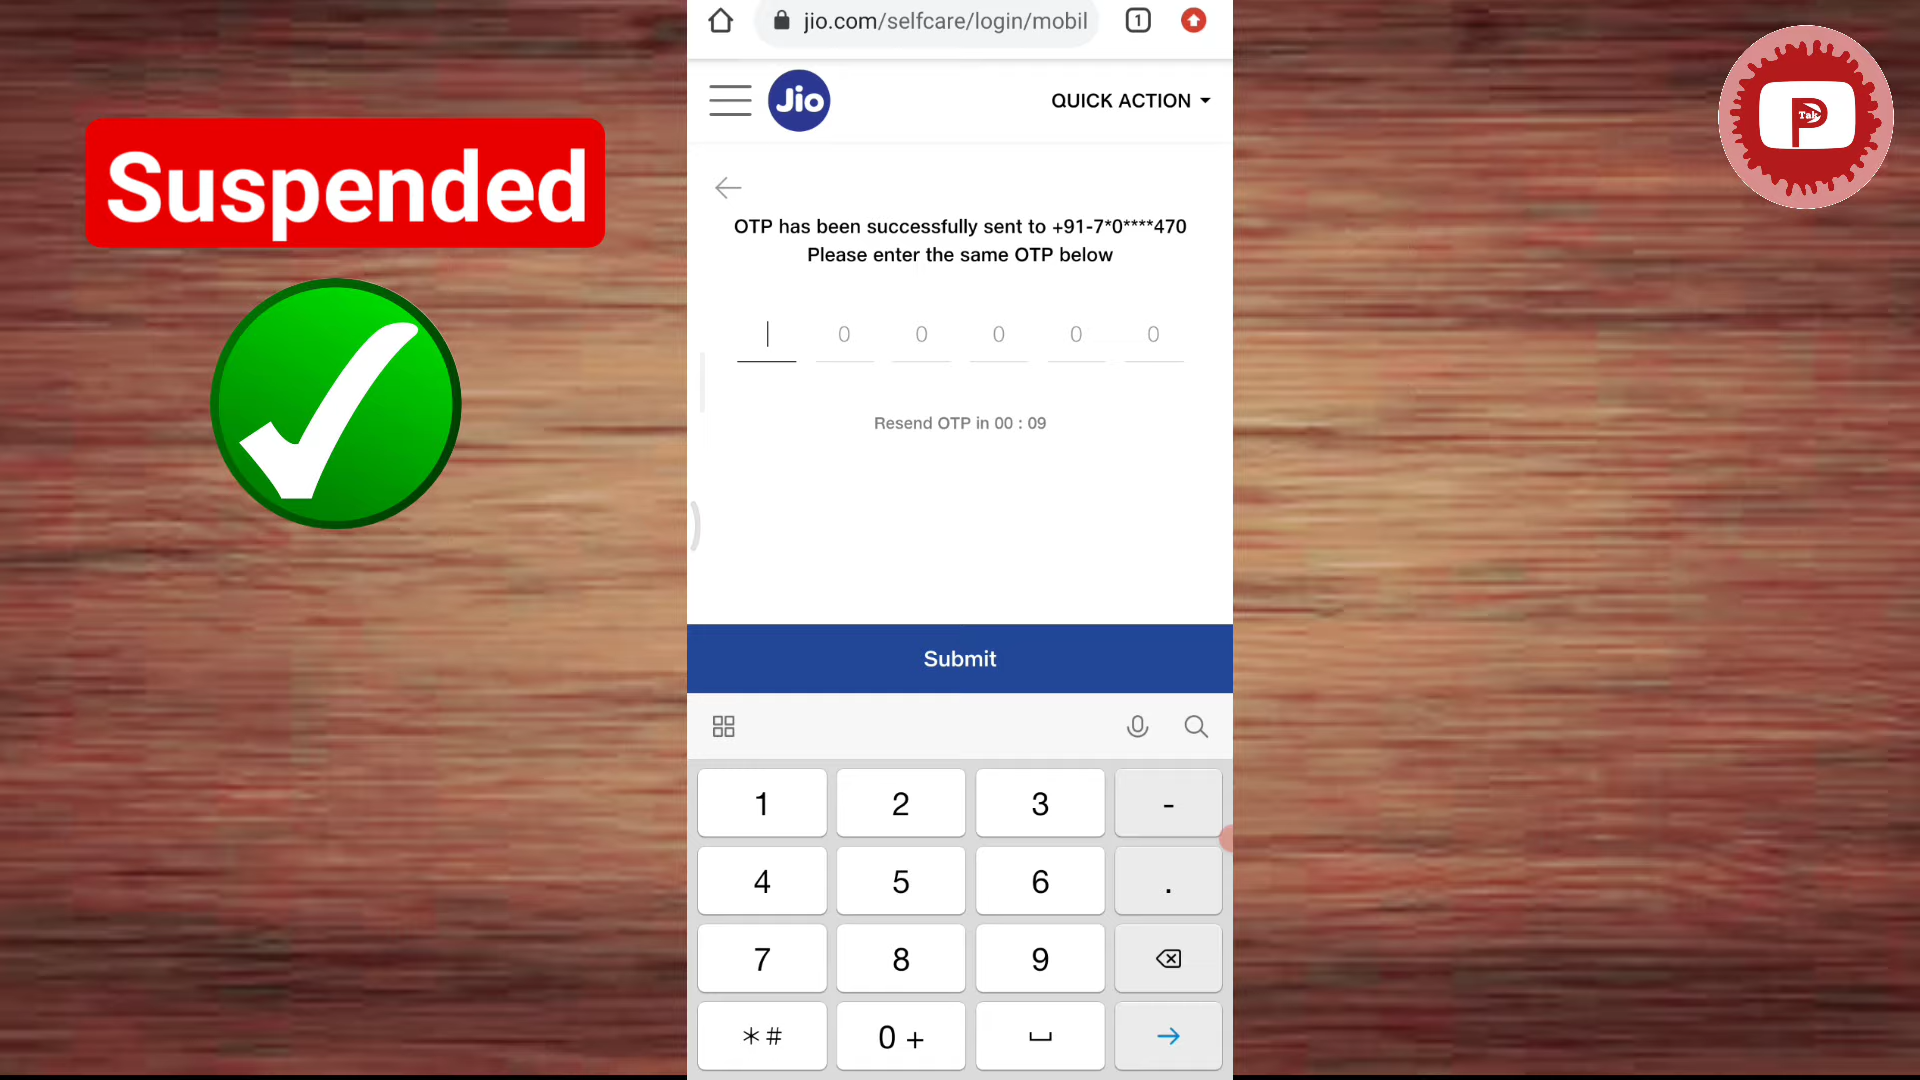 jio.com/selfcare/login/mobil
1
Jio
QUICK ACTION
Suspended
P
Tak
OTP has been successfully sent to +91-7*0****470
Please enter the same OTP below
0 0 0 0 0
Resend OTP in 00 : 09
Submit
1 2 3 -
4 5 6 .
7 8 9
*# 0 +